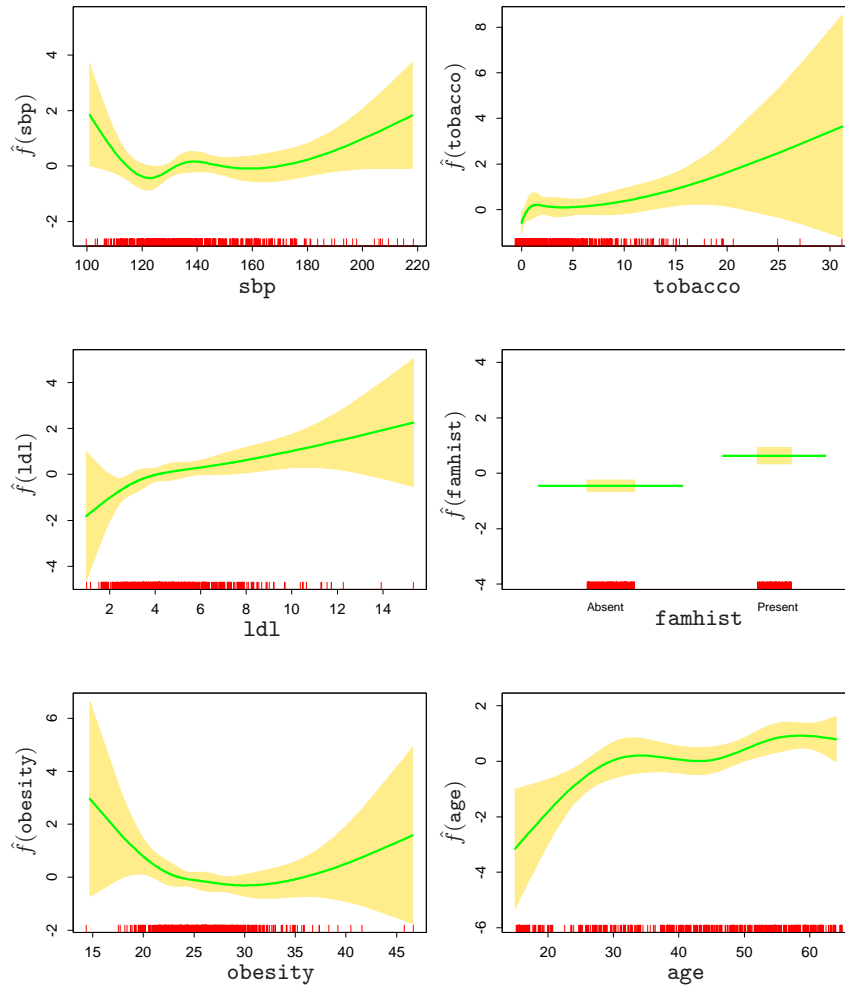 f̂(sbp)
-2 0 2 4
100 120 140 160 180 200 220
sbp
f̂(tobacco)
0 2 4 6 8
0 5 10 15 20 25 30
tobacco
f̂(ldl)
-4 -2 0 2 4
2 4 6 8 10 12 14
ldl
f̂(famhist)
-4 -2 0 2 4
Absent Present
famhist
f̂(obesity)
-2 0 2 4 6
15 20 25 30 35 40 45
obesity
f̂(age)
-6 -4 -2 0 2
20 30 40 50 60
age